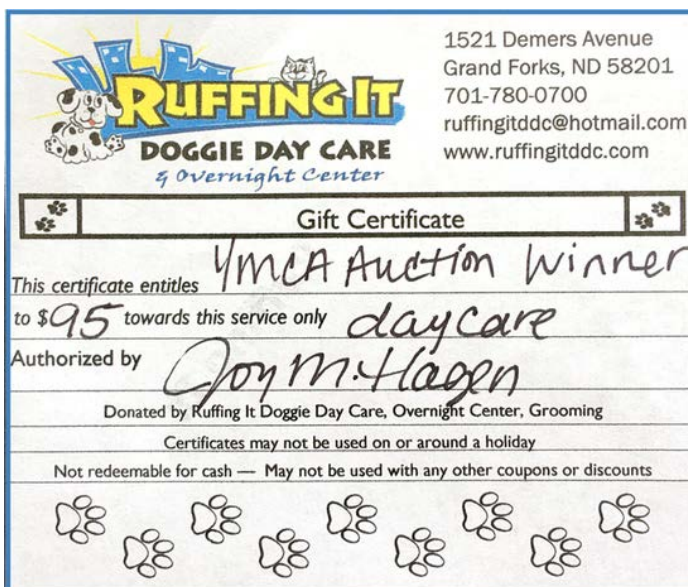 RUFFING IT
DOGGIE DAY CARE
& Overnight Center
1521 Demers Avenue
Grand Forks, ND 58201
701-780-0700
ruffingitddc@hotmail.com
www.ruffingitddc.com
Gift Certificate
This certificate entitles YMCA Auction Winner
to $95 towards this service only daycare
Authorized by Joy M. Hagen
Donated by Ruffing It Doggie Day Care, Overnight Center, Grooming
Certificates may not be used on or around a holiday
Not redeemable for cash — May not be used with any other coupons or discounts